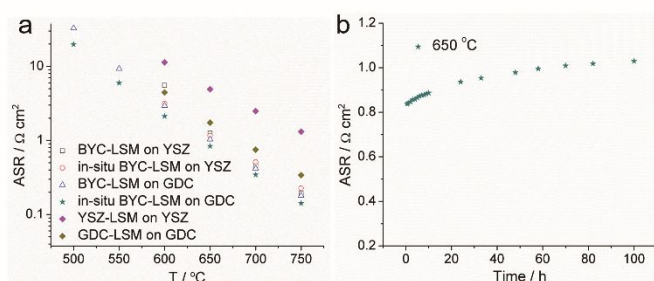 a
ASR / Ω cm²
10
1
0.1
BYC-LSM on YSZ
in-situ BYC-LSM on YSZ
BYC-LSM on GDC
in-situ BYC-LSM on GDC
YSZ-LSM on YSZ
GDC-LSM on GDC
500 550 600 650 700 750
T / ºC
b
650 °C
ASR / Ω cm²
1.2
1.0
0.8
0.6
0.4
0.2
0 20 40 60 80 100
Time / h